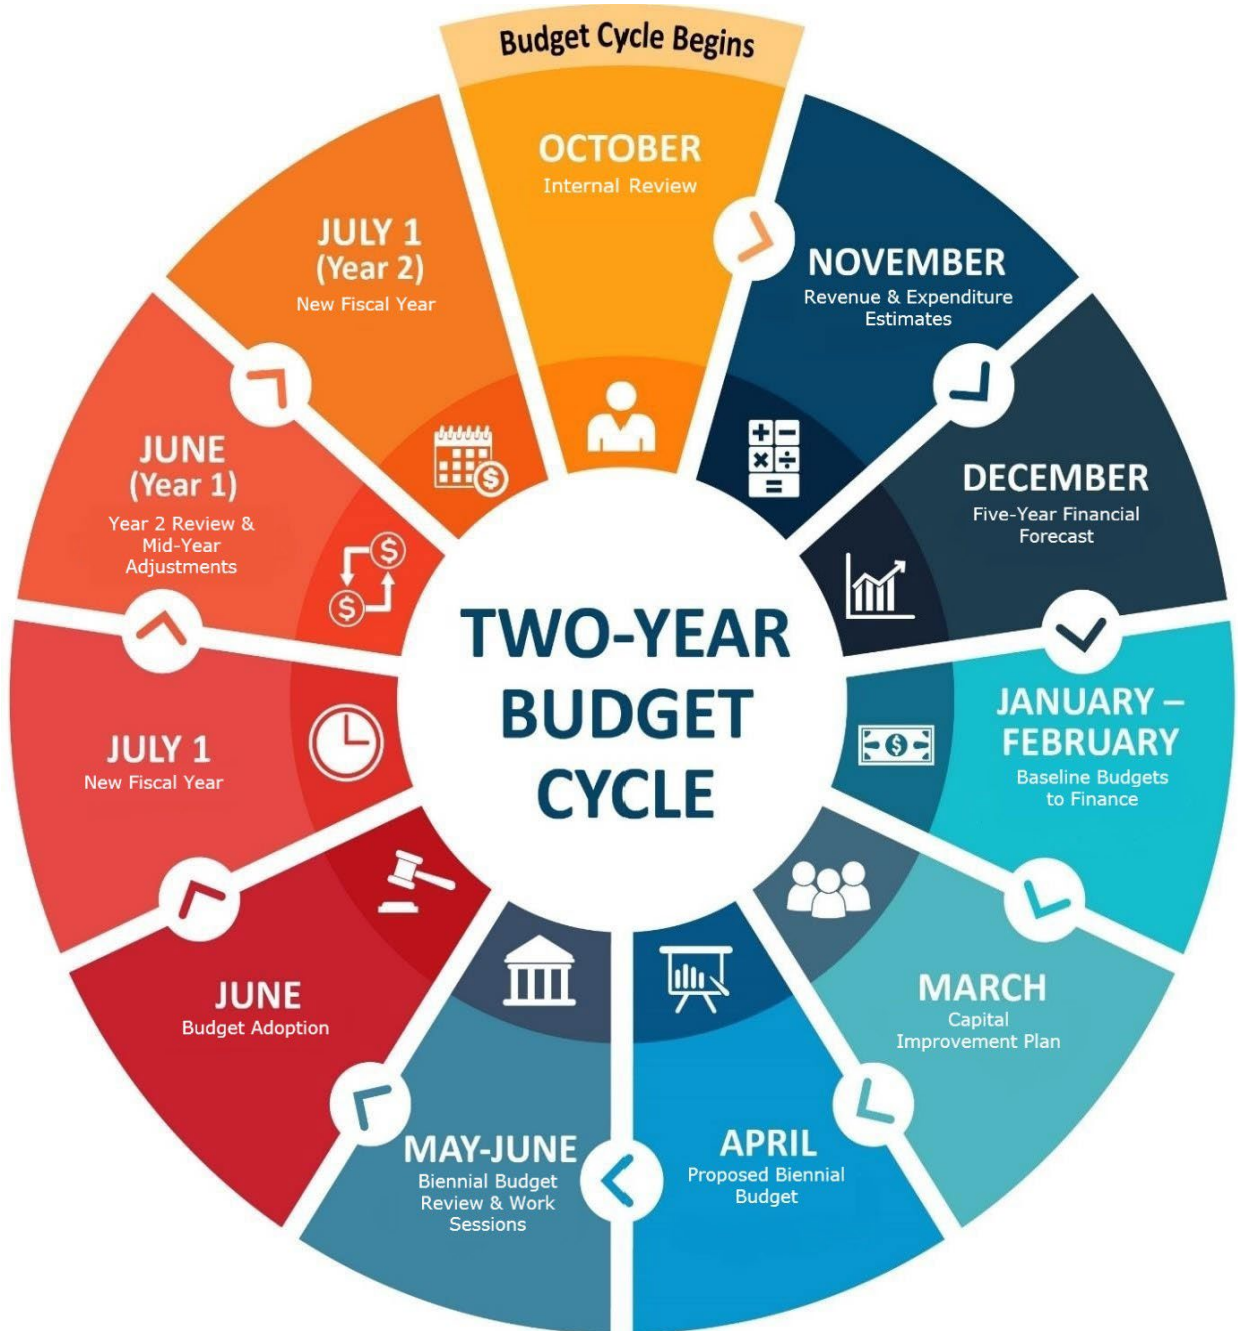 Budget Cycle Begins
OCTOBER
Internal Review
NOVEMBER
Revenue & Expenditure
Estimates
DECEMBER
Five-Year Financial
Forecast
JANUARY –
FEBRUARY
Baseline Budgets
to Finance
MARCH
Capital
Improvement Plan
APRIL
Proposed Biennial
Budget
MAY-JUNE
Biennial Budget
Review & Work
Sessions
JUNE
Budget Adoption
JULY 1
New Fiscal Year
JUNE
(Year 1)
Year 2 Review &
Mid-Year
Adjustments
JULY 1
(Year 2)
New Fiscal Year
TWO-YEAR
BUDGET
CYCLE